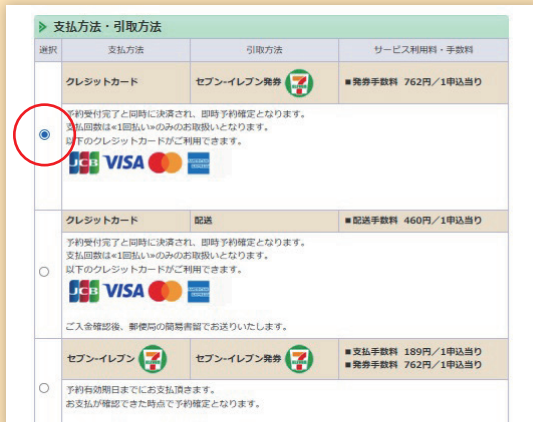 支払方法・引取方法
選択 支払方法 引取方法 サービス利用料・手数料
クレジットカード セブン-イレブン発券 ■発券手数料 762円／1申込当り
予約受付完了と同時に決済され、即時予約確定となります。
支払回数は≪1回払い≫のみのお取扱いとなります。
以下のクレジットカードがご利用できます。
JCB VISA
クレジットカード 配送 ■配送手数料 460円／1申込当り
予約受付完了と同時に決済され、即時予約確定となります。
支払回数は≪1回払い≫のみのお取扱いとなります。
以下のクレジットカードがご利用できます。
JCB VISA
ご入金確認後、郵便局の簡易書留でお送りいたします。
セブン-イレブン セブン-イレブン発券 ■支払手数料 189円／1申込当り
■発券手数料 762円／1申込当り
予約有効期日までにお支払頂きます。
お支払が確認できた時点で予約確定となります。